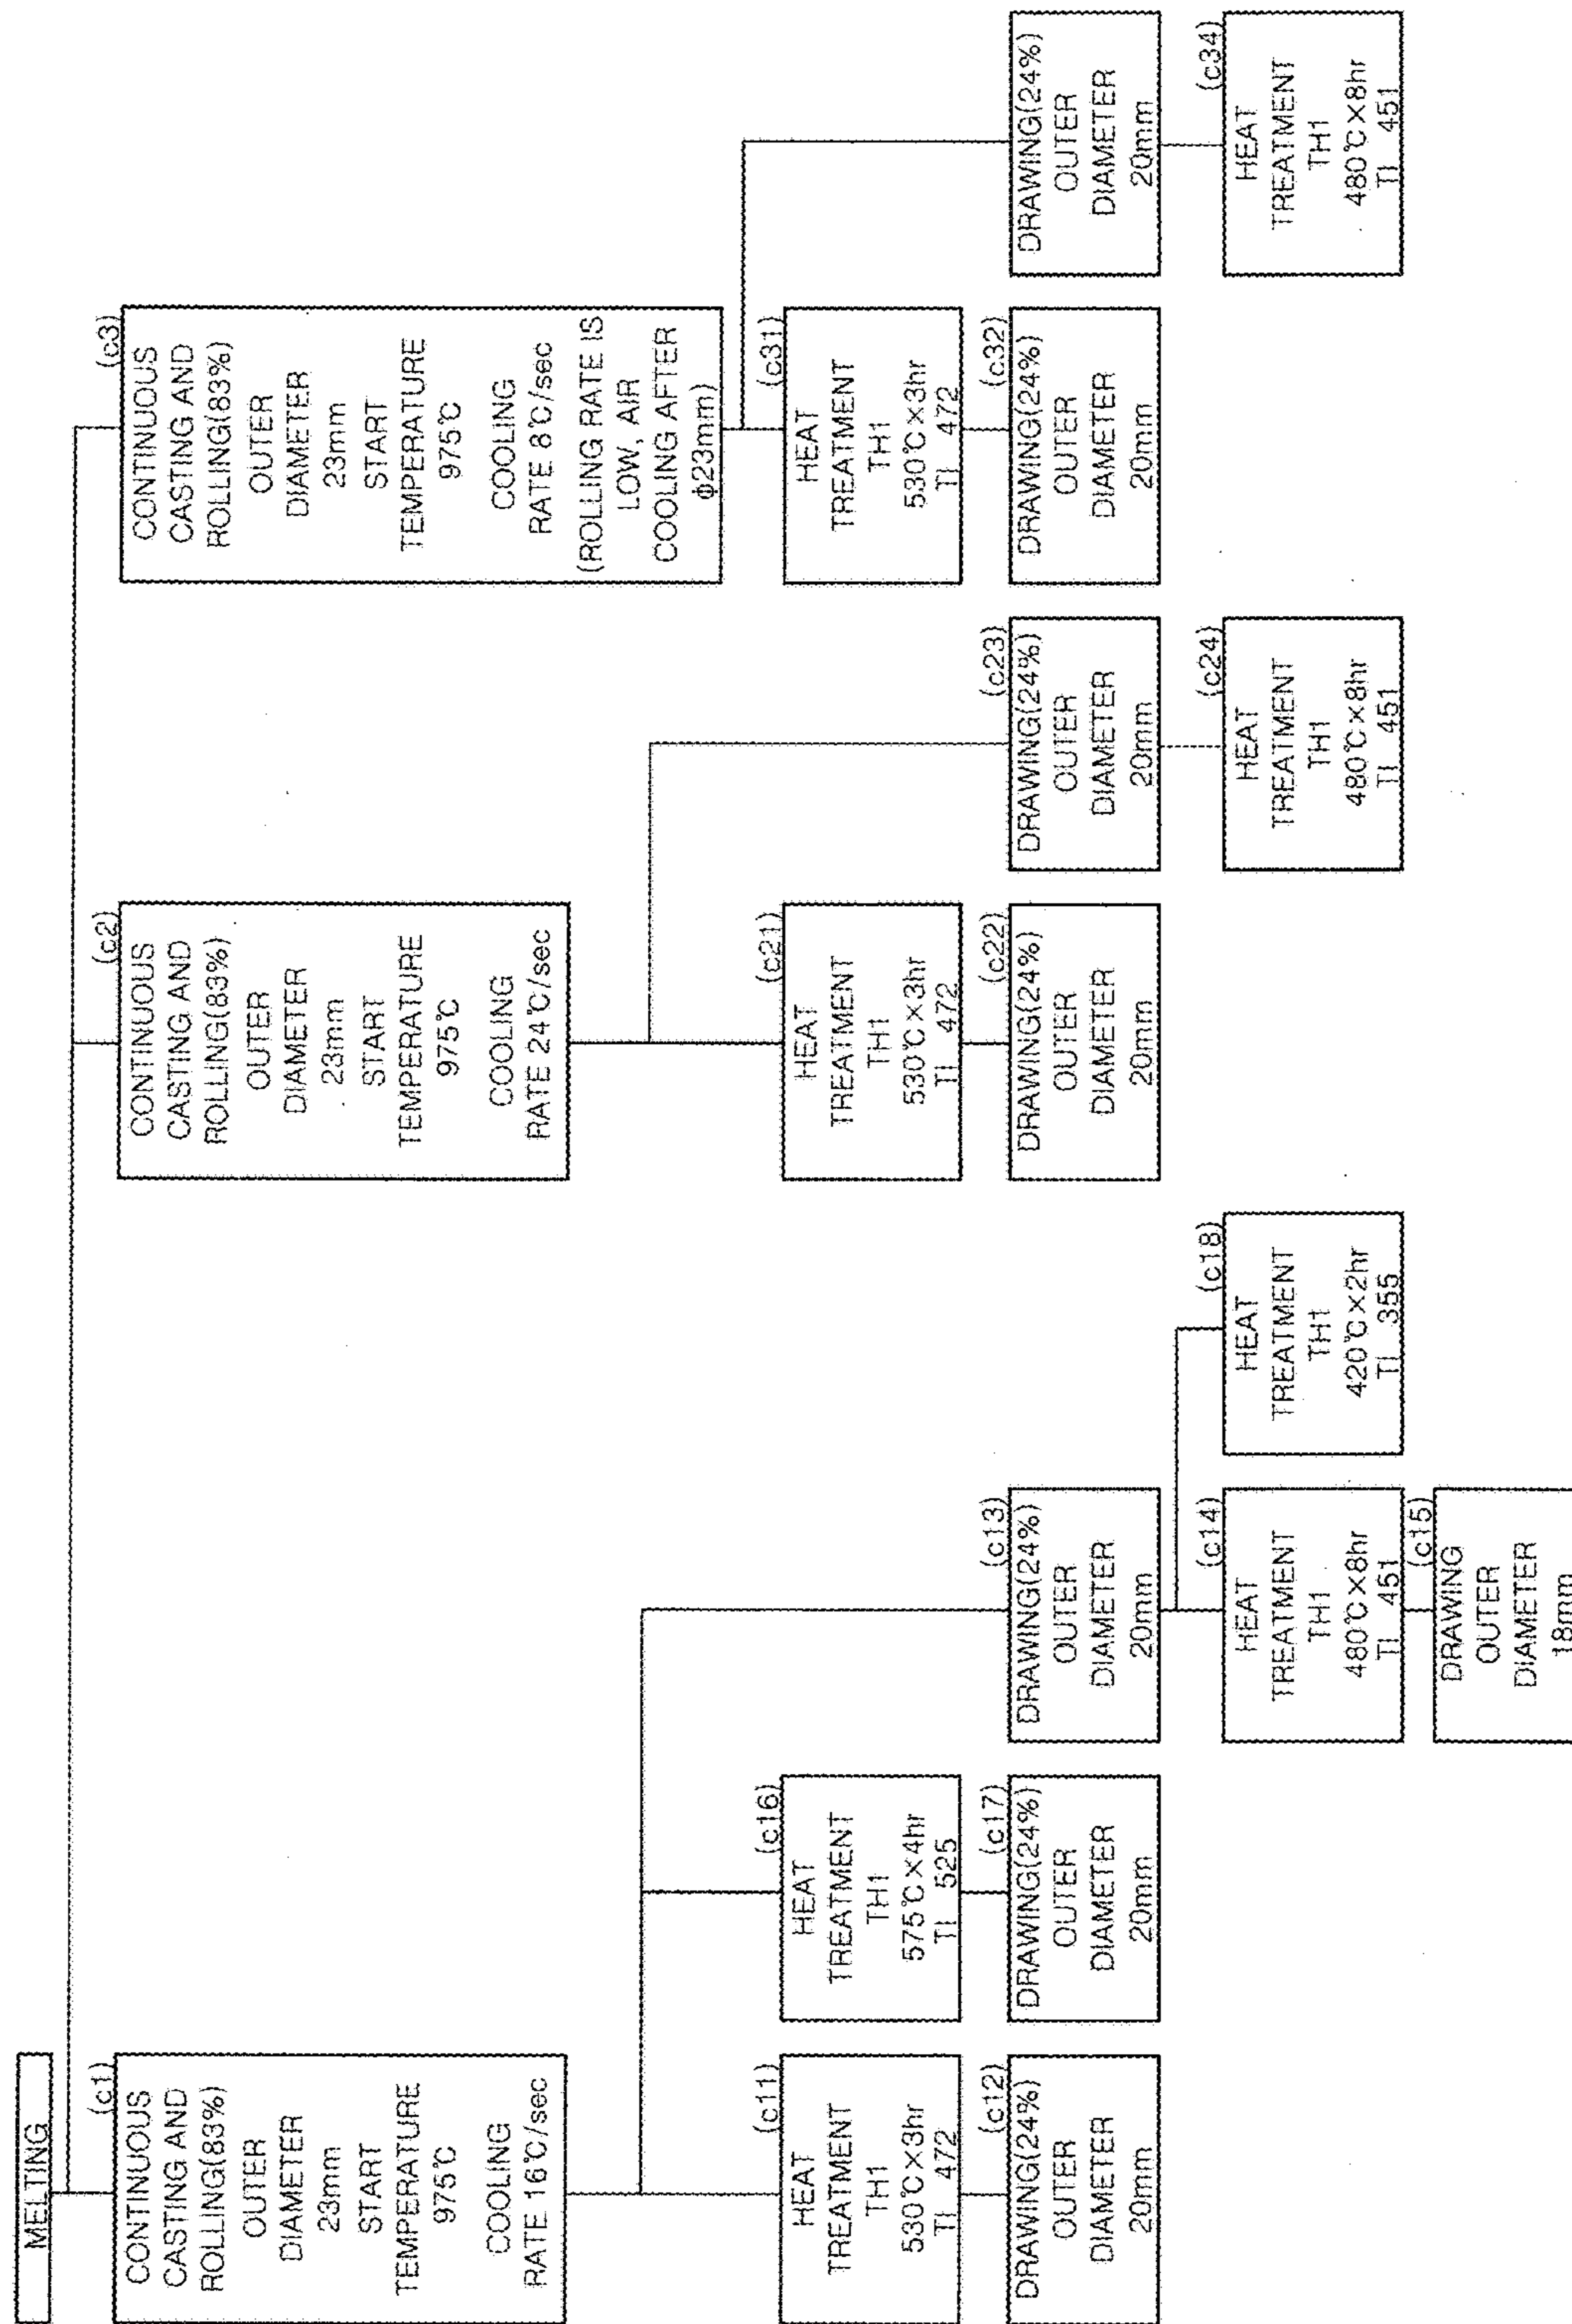 MELTING
(c1)
CONTINUOUS
CASTING AND
ROLLING(83%)
OUTER
DIAMETER
23mm
START
TEMPERATURE
975℃
COOLING
RATE 16℃/sec
(c11)
HEAT
TREATMENT
TH1
530℃×3hr
TI 472
(c12)
DRAWING(24%)
OUTER
DIAMETER
20mm
(c16)
HEAT
TREATMENT
TH1
575℃×4hr
TI 525
(c17)
DRAWING(24%)
OUTER
DIAMETER
20mm
(c13)
DRAWING(24%)
OUTER
DIAMETER
20mm
(c14)
HEAT
TREATMENT
TH1
480℃×8hr
TI 451
(c15)
DRAWING
OUTER
DIAMETER
18mm
(c18)
HEAT
TREATMENT
TH1
420℃×2hr
TI 355
(c2)
CONTINUOUS
CASTING AND
ROLLING(83%)
OUTER
DIAMETER
23mm
START
TEMPERATURE
975℃
COOLING
RATE 24℃/sec
(c21)
HEAT
TREATMENT
TH1
530℃×3hr
TI 472
(c22)
DRAWING(24%)
OUTER
DIAMETER
20mm
(c23)
DRAWING(24%)
OUTER
DIAMETER
20mm
(c24)
HEAT
TREATMENT
TH1
480℃×8hr
TI 451
(c3)
CONTINUOUS
CASTING AND
ROLLING(83%)
OUTER
DIAMETER
23mm
START
TEMPERATURE
975℃
COOLING
RATE 8℃/sec
(ROLLING RATE IS
LOW, AIR
COOLING AFTER
ϕ23mm)
(c31)
HEAT
TREATMENT
TH1
530℃×3hr
TI 472
(c32)
DRAWING(24%)
OUTER
DIAMETER
20mm
DRAWING(24%)
OUTER
DIAMETER
20mm
(c34)
HEAT
TREATMENT
TH1
480℃×8hr
TI 451